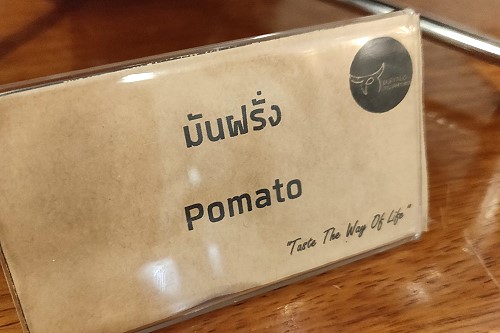 มันฝรั่ง
Pomato
"Taste The Way Of Life"